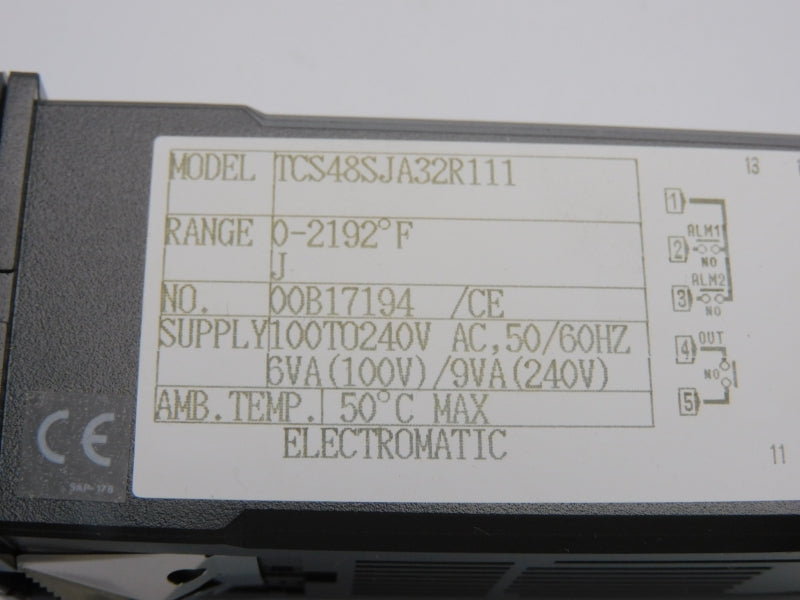 MODEL TCS48SJA32R111
RANGE 0-2192°F
J
NO. 00B17194 /CE
SUPPLY 100TO240V AC,50/60HZ
6VA(100V)/9VA(240V)
AMB.TEMP. 50°C MAX
ELECTROMATIC
CE
13
1
ALM1
2
NO
ALM2
3
NO
OUT
4
NO
5
11